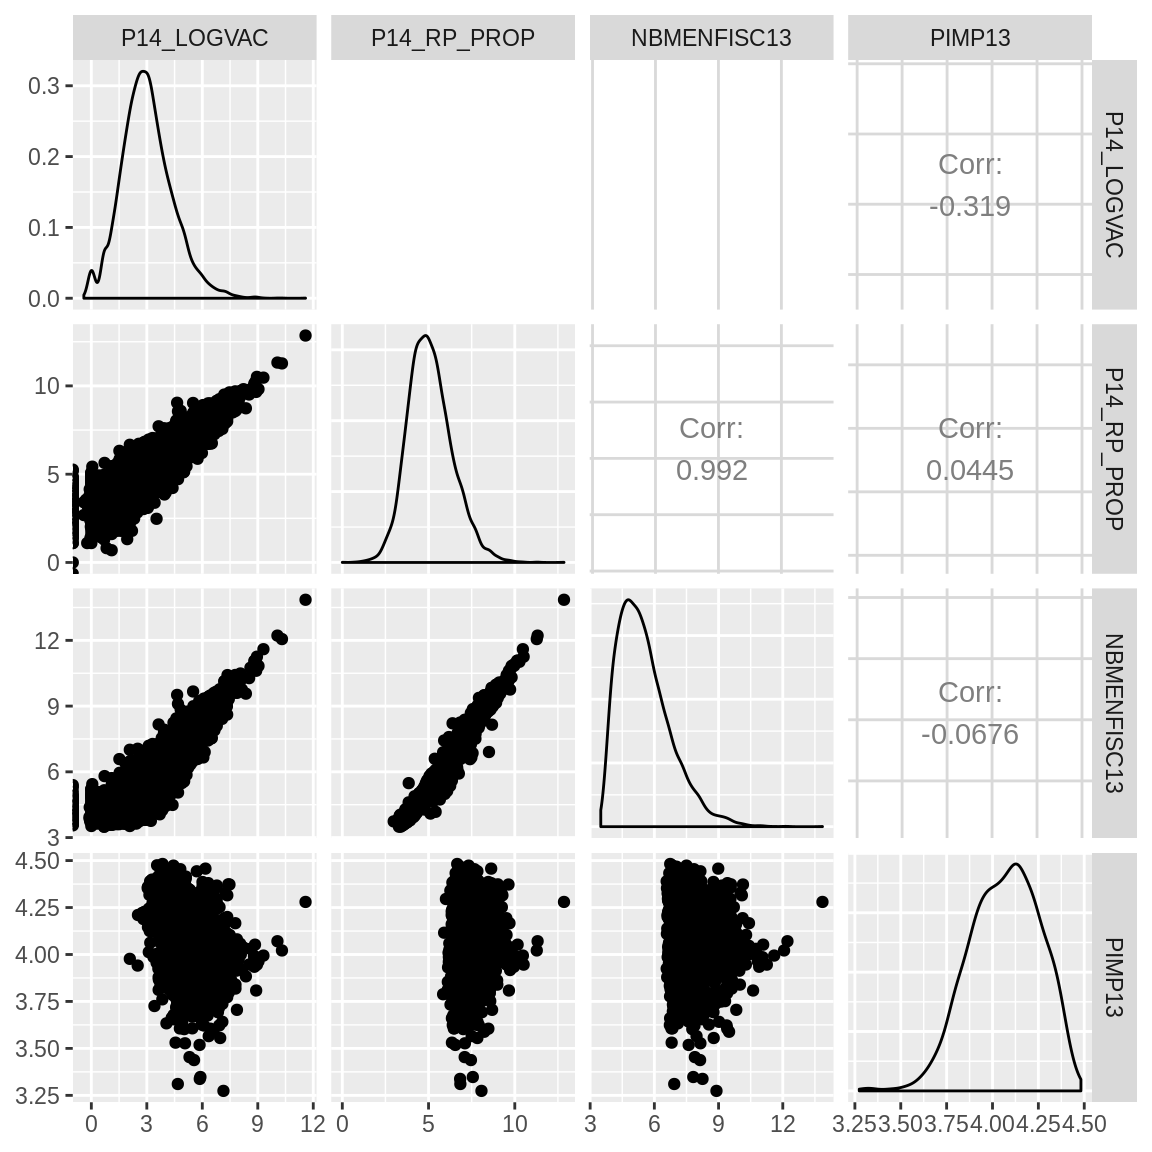 P14_LOGVAC P14_RP_PROP NBMENFISC13 PIMP13
0.3
0.2
0.1
0.0
Corr:
-0.319
P14_LOGVAC
10
5
0
Corr:
0.992
Corr:
0.0445
P14_RP_PROP
12
9
6
3
Corr:
-0.0676
NBMENFISC13
4.50
4.25
4.00
3.75
3.50
3.25
PIMP13
0 3 6 9 12 0 5 10 3 6 9 12 3.25 3.50 3.75 4.00 4.25 4.50